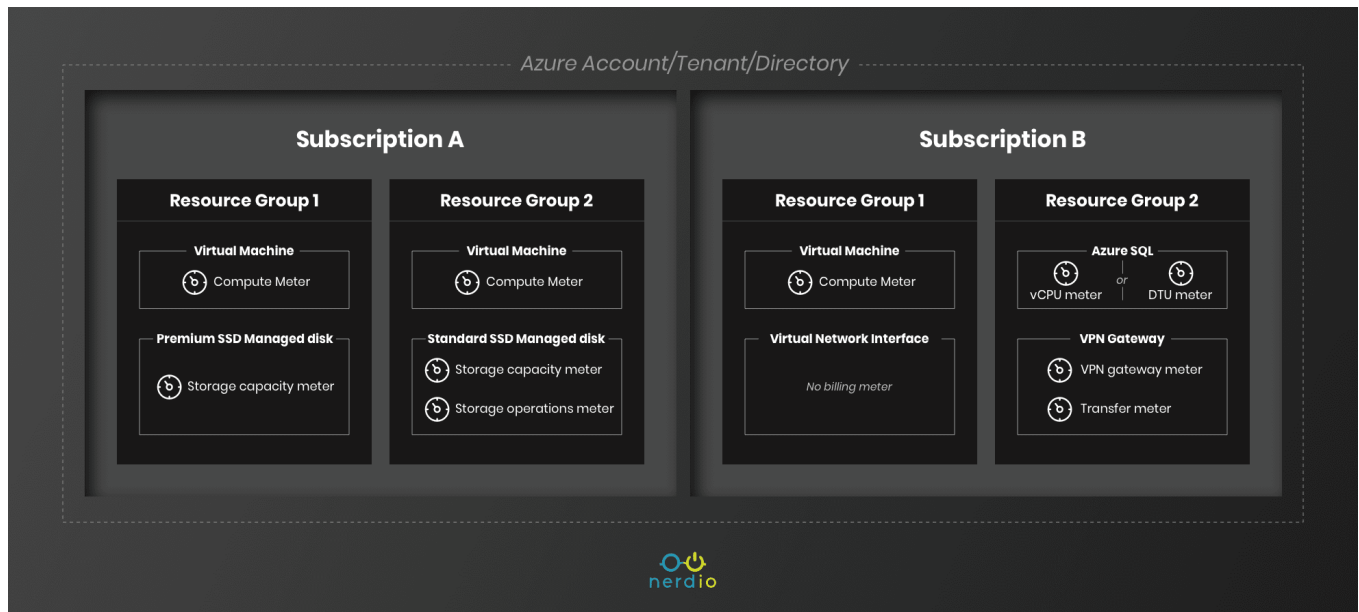 Azure Account/Tenant/Directory
Subscription A
Resource Group 1
Virtual Machine
Compute Meter
Premium SSD Managed disk
Storage capacity meter
Resource Group 2
Virtual Machine
Compute Meter
Standard SSD Managed disk
Storage capacity meter
Storage operations meter
Subscription B
Resource Group 1
Virtual Machine
Compute Meter
Virtual Network Interface
No billing meter
Resource Group 2
Azure SQL
vCPU meter
or
DTU meter
VPN Gateway
VPN gateway meter
Transfer meter
nerdio